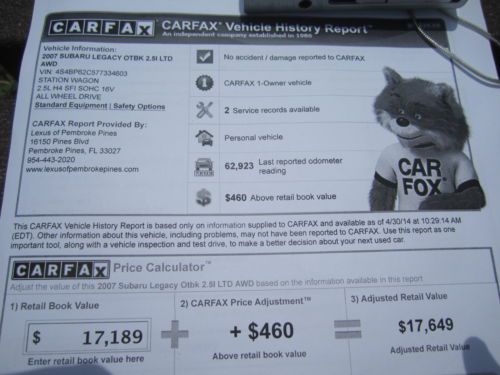 CARFAX CARFAX Vehicle History Report™
An independent company established in 1986
Vehicle Information:
2007 SUBARU LEGACY OTBK 2.5I LTD
AWD
VIN: 4S4BP62C577334603
STATION WAGON
2.5L H4 SFI SOHC 16V
ALL WHEEL DRIVE
Standard Equipment | Safety Options
CARFAX Report Provided By:
Lexus of Pembroke Pines
16150 Pines Blvd
Pembroke Pines, FL 33027
954-443-2020
www.lexusofpembrokepines.com
No accident / damage reported to CARFAX
CARFAX 1-Owner vehicle
2 Service records available
Personal vehicle
62,923 Last reported odometer reading
$460 Above retail book value
CAR
FOX
This CARFAX Vehicle History Report is based only on information supplied to CARFAX and available as of 4/30/14 at 10:29:14 AM
(EDT). Other information about this vehicle, including problems, may not have been reported to CARFAX. Use this report as one
important tool, along with a vehicle inspection and test drive, to make a better decision about your next used car.
CARFAX Price Calculator™
Adjust the value of this 2007 Subaru Legacy Otbk 2.5I LTD AWD based on the information available in this report
1) Retail Book Value
$ 17,189
Enter retail book value here
2) CARFAX Price Adjustment™
+ $460
Above retail book value
3) Adjusted Retail Value
$17,649
Adjusted Retail Value